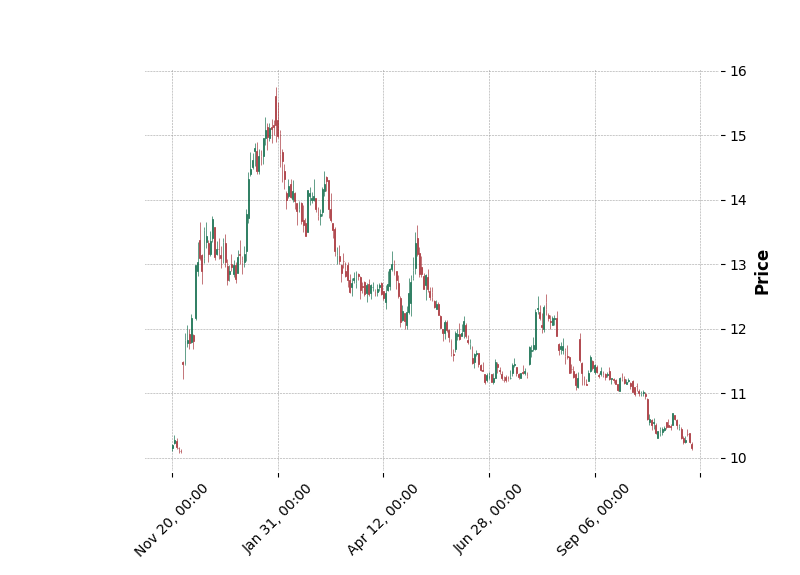 16
15
14
13
12
11
10
Price
Nov 20, 00:00
Jan 31, 00:00
Apr 12, 00:00
Jun 28, 00:00
Sep 06, 00:00